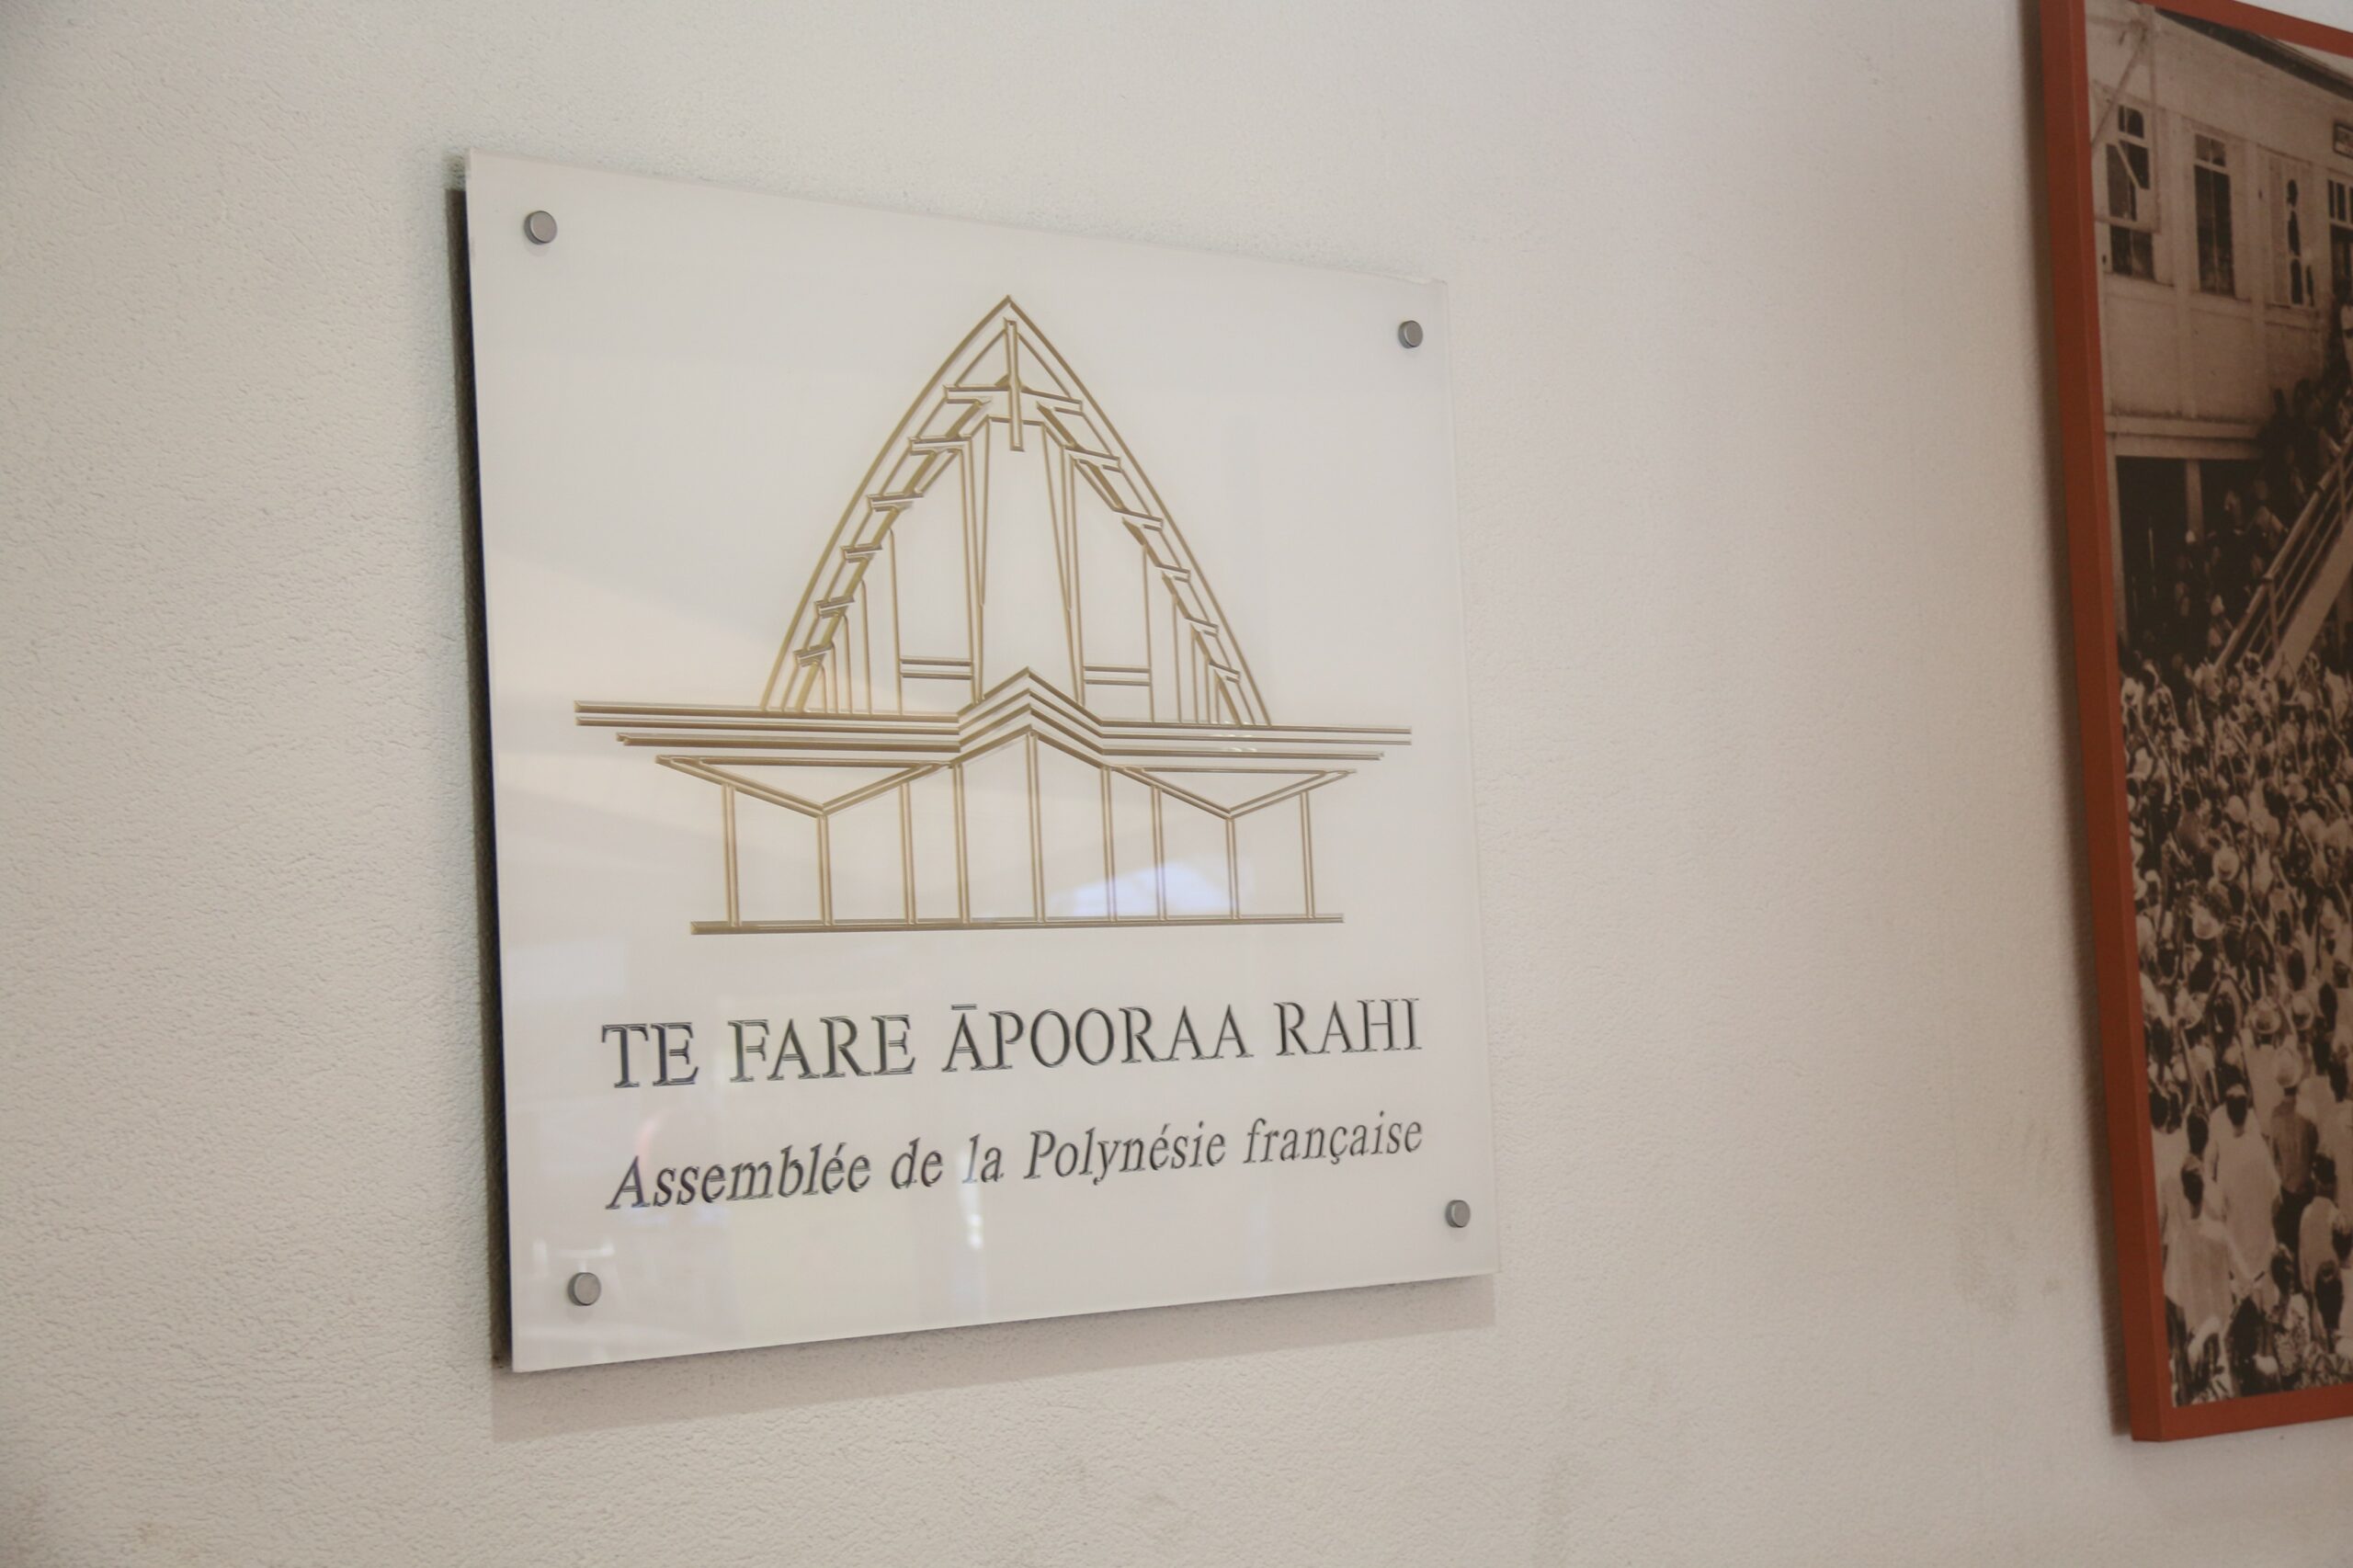 TE FARE ĀPOORAA RAHI
Assemblée de la Polynésie française